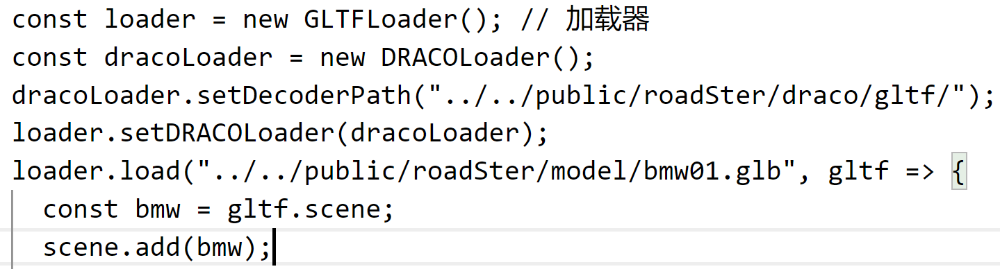 const loader = new GLTFLoader(); // 加载器
const dracoLoader = new DRACOLoader();
dracoLoader.setDecoderPath("../../public/roadSter/draco/gltf/");
loader.setDRACOLoader(dracoLoader);
loader.load("../../public/roadSter/model/bmw01.glb", gltf => {
  const bmw = gltf.scene;
  scene.add(bmw);